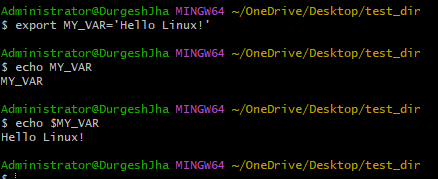 Administrator@DurgeshJha MINGW64 ~/OneDrive/Desktop/test_dir
$ export MY_VAR='Hello Linux!'
Administrator@DurgeshJha MINGW64 ~/OneDrive/Desktop/test_dir
$ echo MY_VAR
MY_VAR
Administrator@DurgeshJha MINGW64 ~/OneDrive/Desktop/test_dir
$ echo $MY_VAR
Hello Linux!
Administrator@DurgeshJha MINGW64 ~/OneDrive/Desktop/test_dir
$